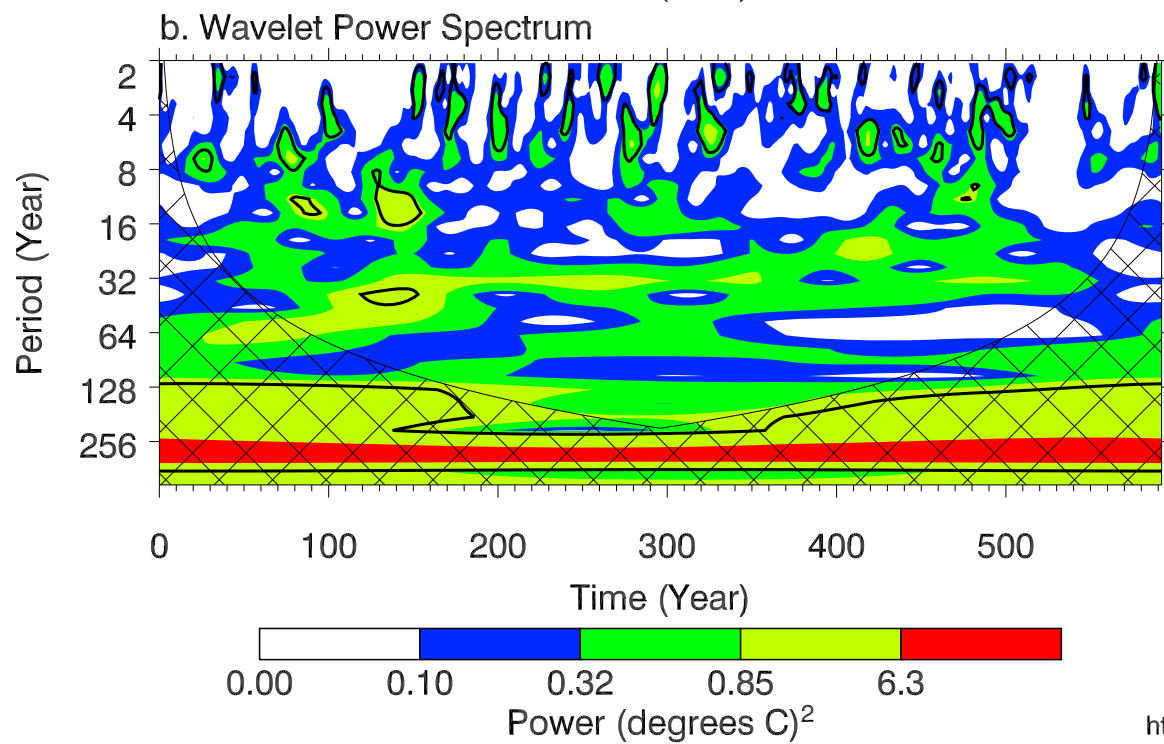 b. Wavelet Power Spectrum
2
4
8
16
32
64
128
256
Period (Year)
0 100 200 300 400 500
Time (Year)
0.00 0.10 0.32 0.85 6.3
Power (degrees C)²